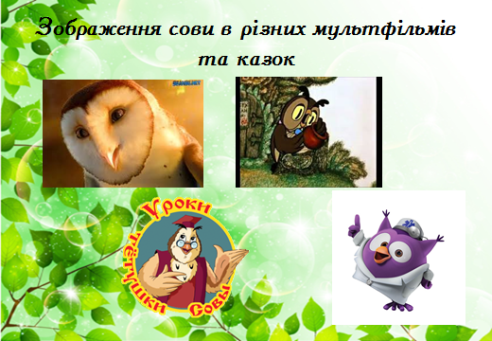 Зображення сови в різних мультфільмів
та казок
Уроки
тётушки
Совы